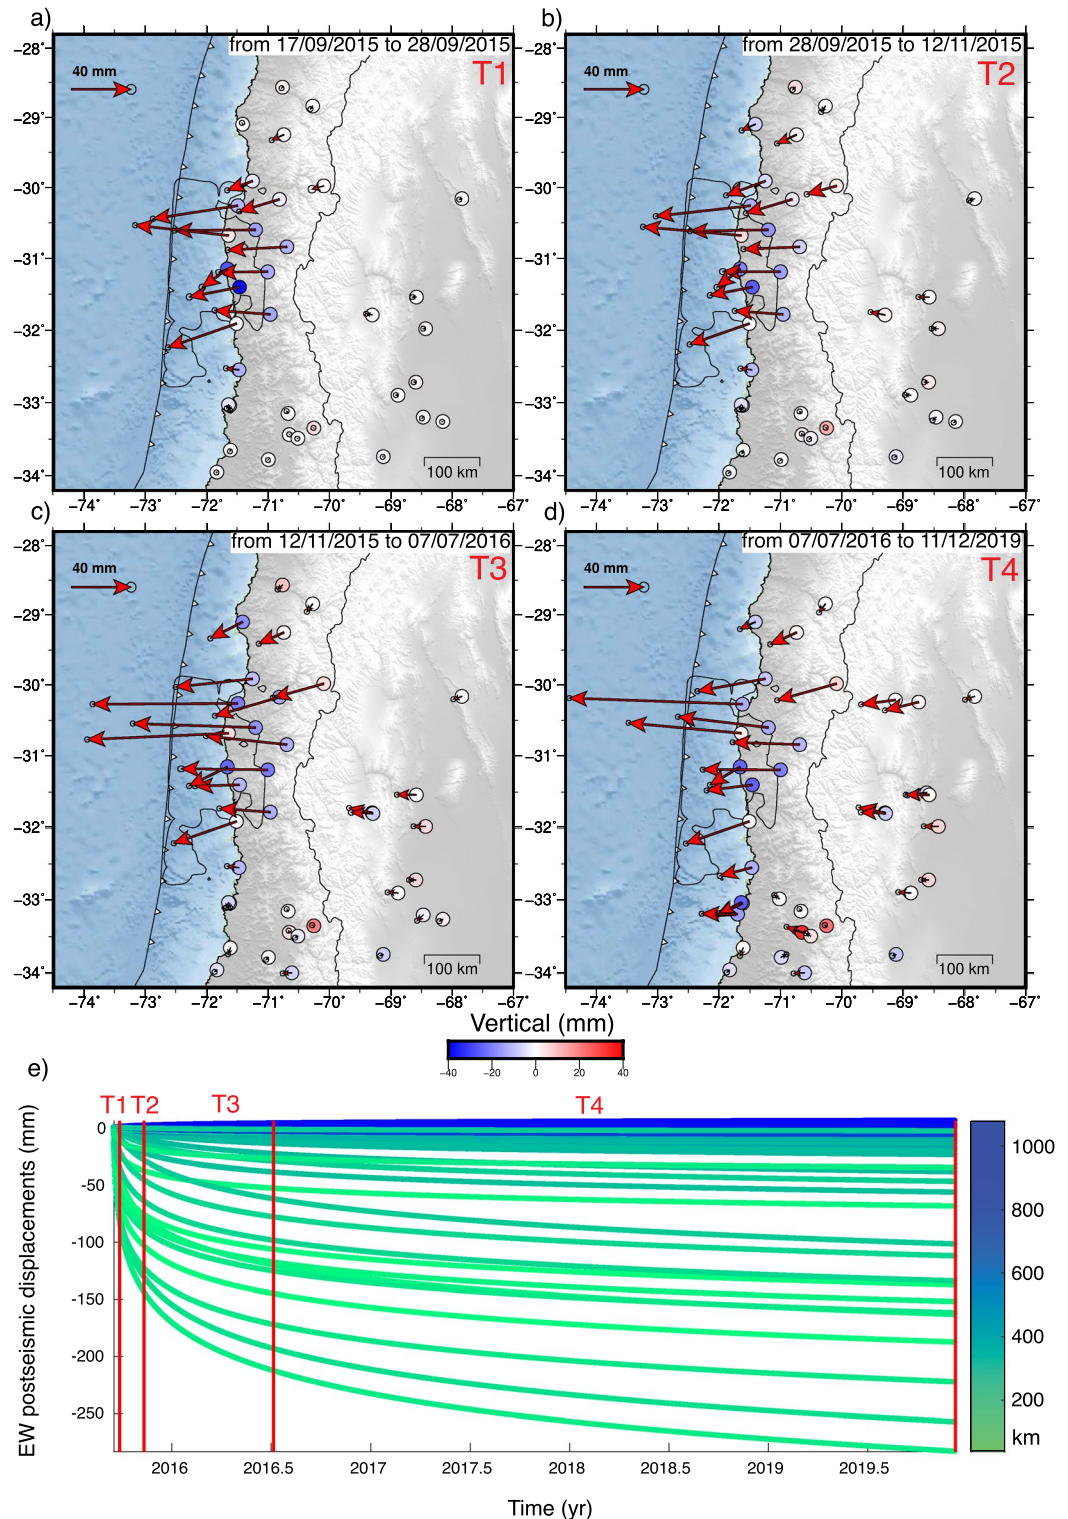 a)
from 17/09/2015 to 28/09/2015
T1
40 mm
-28°
-29°
-30°
-31°
-32°
-33°
-34°
100 km
-74 -73 -72 -71 -70 -69 -68 -67
b)
from 28/09/2015 to 12/11/2015
T2
40 mm
-28°
-29°
-30°
-31°
-32°
-33°
-34°
100 km
-74° -73° -72° -71° -70° -69° -68° -67°
c)
from 12/11/2015 to 07/07/2016
T3
40 mm
-28°
-29°
-30°
-31°
-32°
-33°
-34°
100 km
-74° -73° -72° -71° -70° -69° -68° -67°
d)
from 07/07/2016 to 11/12/2019
T4
40 mm
-28°
-29°
-30°
-31°
-32°
-33°
-34°
100 km
-74° -73° -72° -71° -70° -69° -68° -67°
Vertical (mm)
-40 -20 0 20 40
e)
T1 T2 T3 T4
EW postseismic displacements (mm)
0
-50
-100
-150
-200
-250
2016 2016.5 2017 2017.5 2018 2018.5 2019 2019.5
Time (yr)
1000
800
600
400
200
km